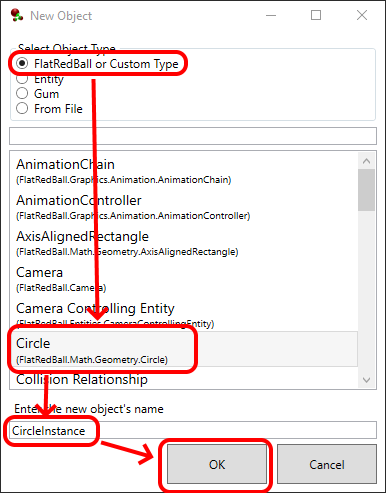 New Object
Select Object Type
FlatRedBall or Custom Type
Entity
Gum
From File
AnimationChain
(FlatRedBall.Graphics.Animation.AnimationChain)
AnimationController
(FlatRedBall.Graphics.Animation.AnimationController)
AxisAlignedRectangle
(FlatRedBall.Math.Geometry.AxisAlignedRectangle)
Camera
(FlatRedBall.Camera)
Camera Controlling Entity
(FlatRedBall.Entities.CameraControllingEntity)
Circle
(FlatRedBall.Math.Geometry.Circle)
Collision Relationship
Enter the new object's name
CircleInstance
OK
Cancel